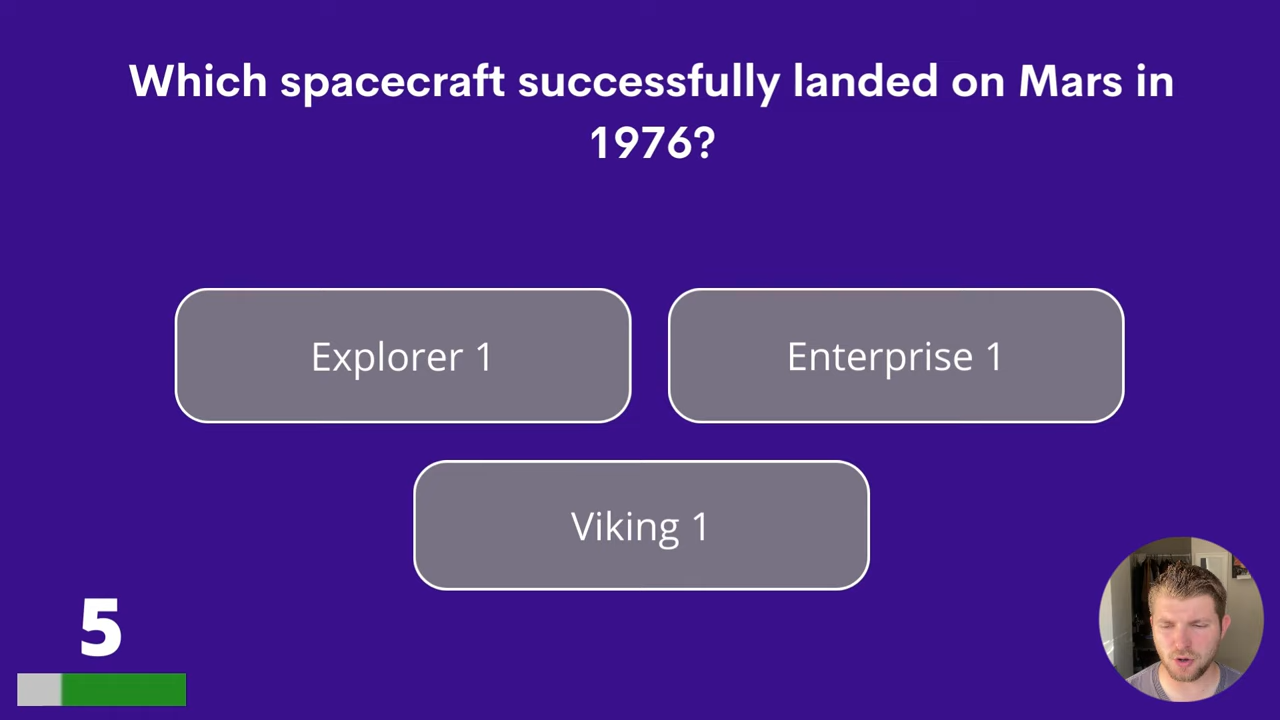 Which spacecraft successfully landed on Mars in
1976?
Explorer 1
Enterprise 1
Viking 1
5